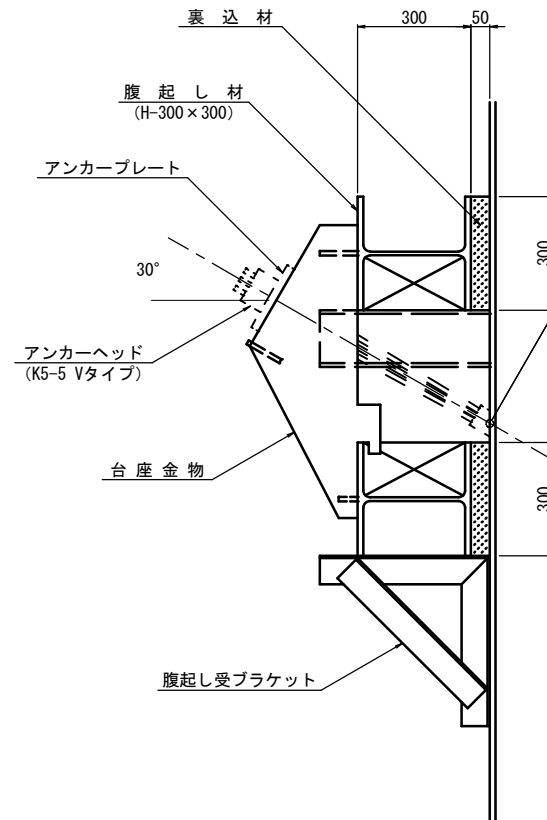 裏込材
300
50
腹起し材
(H-300×300)
アンカープレート
300
30°
アンカーヘッド
(K5-5 Vタイプ)
台座金物
300
腹起し受ブラケット